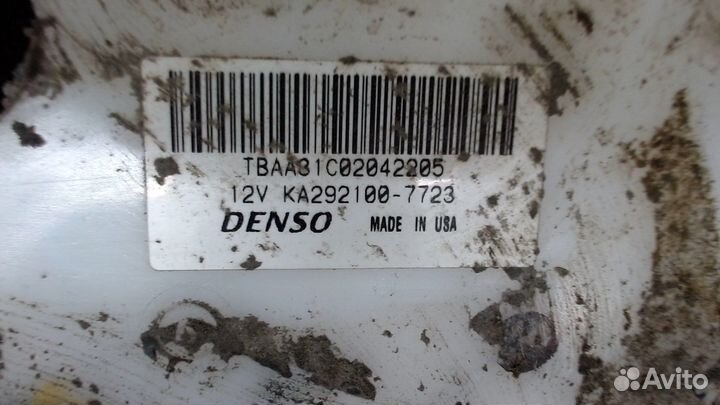 TBAA31C02042205
12V KA292100-7723
DENSO MADE IN USA
Avito